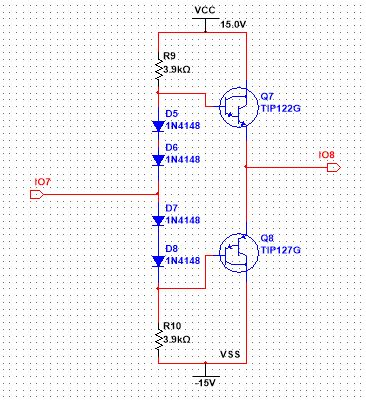 VCC
15.0V
R9
3.9kΩ
Q7
TIP122G
D5
1N4148
D6
1N4148
IO8
IO7
D7
1N4148
D8
1N4148
Q8
TIP127G
R10
3.9kΩ
VSS
-15V